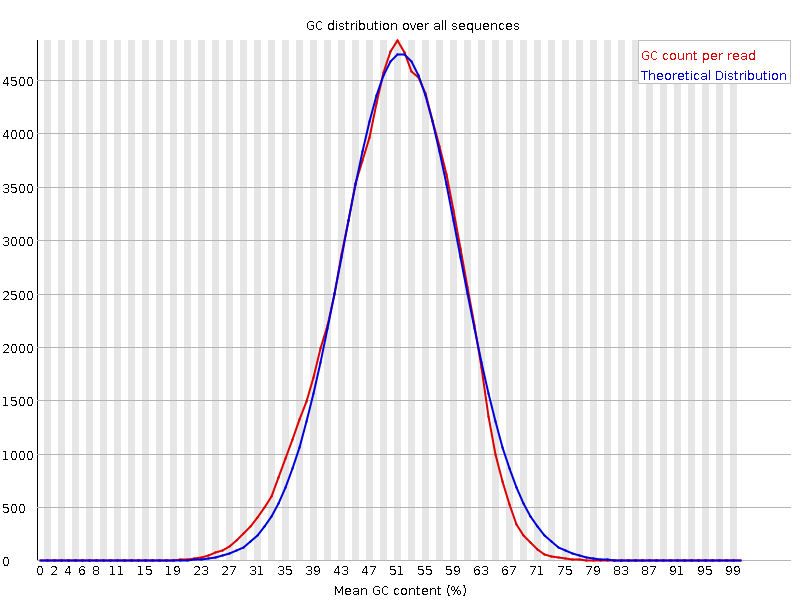 GC distribution over all sequences
GC count per read
Theoretical Distribution
4500
4000
3500
3000
2500
2000
1500
1000
500
0
0 2 4 6 8 11 15 19 23 27 31 35 39 43 47 51 55 59 63 67 71 75 79 83 87 91 95 99
Mean GC content (%)